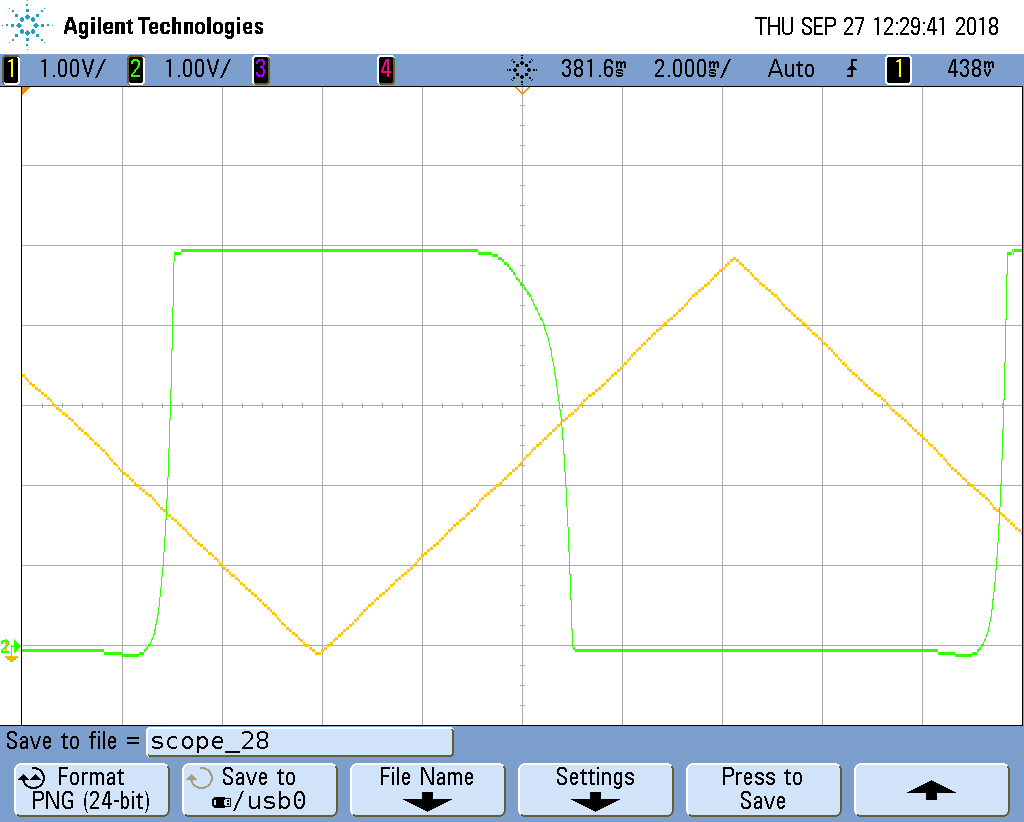 Agilent Technologies THU SEP 27 12:29:41 2018
1 1.00V/ 2 1.00V/ 3 4 381.6ms 2.000ms/ Auto 1 438mV
2
Save to file = scope_28
Format Save to File Name Settings Press to
PNG (24-bit) /usb0 Save